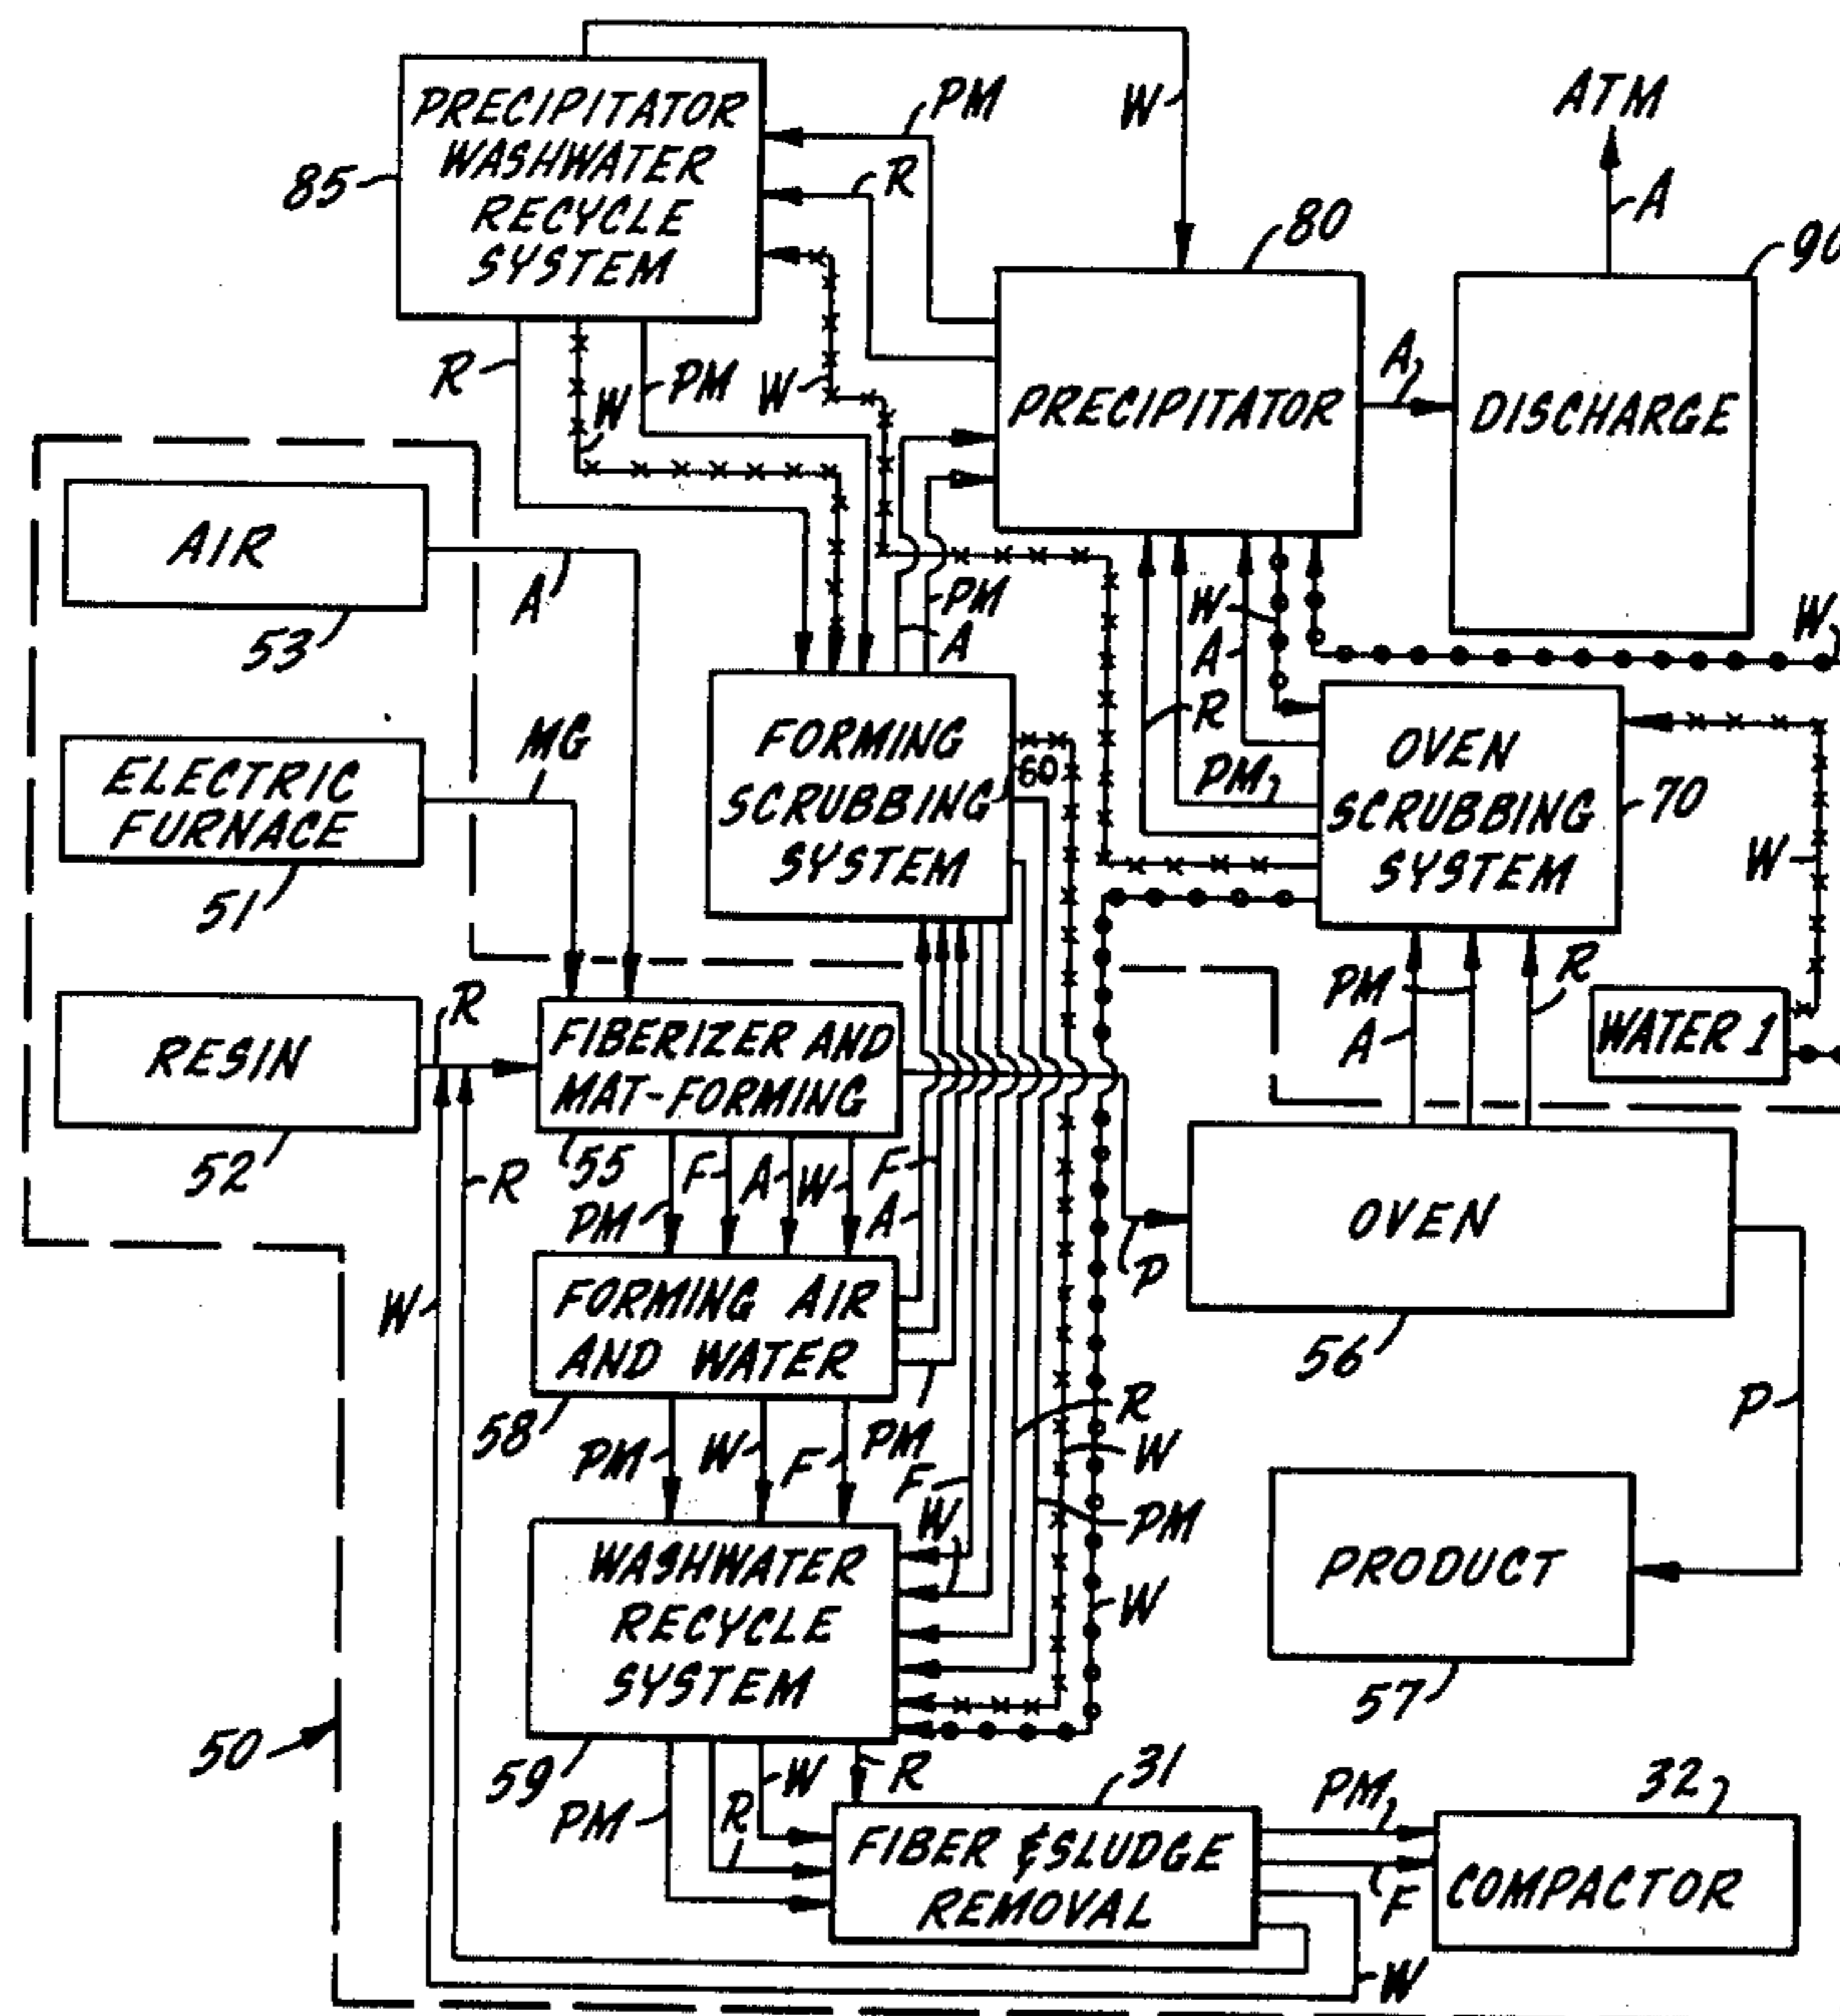 PRECIPITATOR
WASHWATER
RECYCLE
SYSTEM
85
PM
R
W
ATM
A
80
90
PRECIPITATOR
A
DISCHARGE
R
W
PM
W
AIR
53
A
PM
A
W
A
R
PM
W
ELECTRIC
FURNACE
51
MG
FORMING
SCRUBBING
SYSTEM
60
OVEN
SCRUBBING
SYSTEM
70
W
RESIN
52
R
R
FIBERIZER AND
MAT-FORMING
55
PM
A
R
WATER 1
PM
F
A
W
F
A
P
OVEN
56
W
FORMING AIR
AND WATER
58
PM
W
F
PM
F
W
R
W
PM
W
P
PRODUCT
57
WASHWATER
RECYCLE
SYSTEM
59
50
PM
R
W
R
31
FIBER & SLUDGE
REMOVAL
PM
F
W
32
COMPACTOR